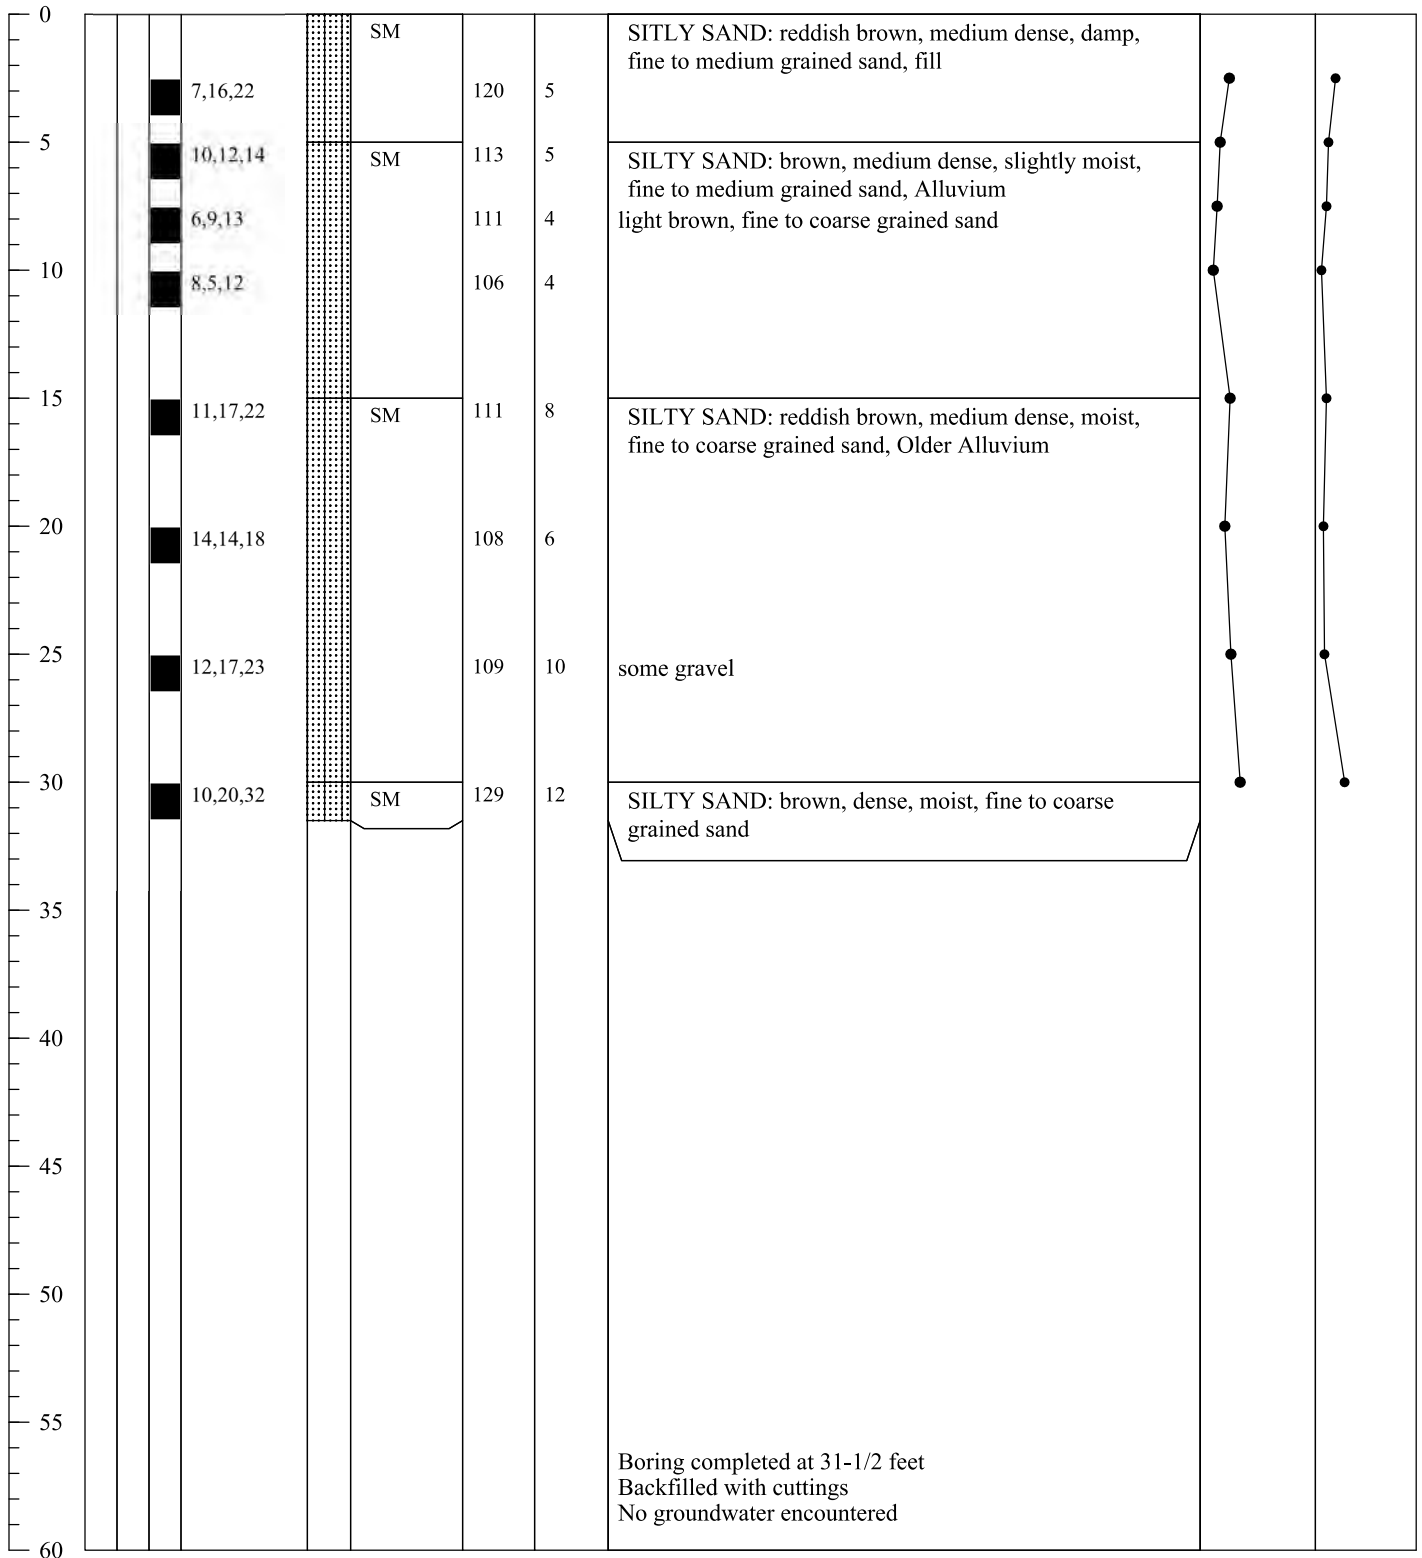 0 SM SITLY SAND: reddish brown, medium dense, damp,
fine to medium grained sand, fill
7,16,22 120 5
5 10,12,14 SM 113 5 SILTY SAND: brown, medium dense, slightly moist,
fine to medium grained sand, Alluvium
6,9,13 111 4 light brown, fine to coarse grained sand
10 8,5,12 106 4
15 11,17,22 SM 111 8 SILTY SAND: reddish brown, medium dense, moist,
fine to coarse grained sand, Older Alluvium
20 14,14,18 108 6
25 12,17,23 109 10 some gravel
30 10,20,32 SM 129 12 SILTY SAND: brown, dense, moist, fine to coarse
grained sand
35
40
45
50
55
Boring completed at 31-1/2 feet
Backfilled with cuttings
No groundwater encountered
60